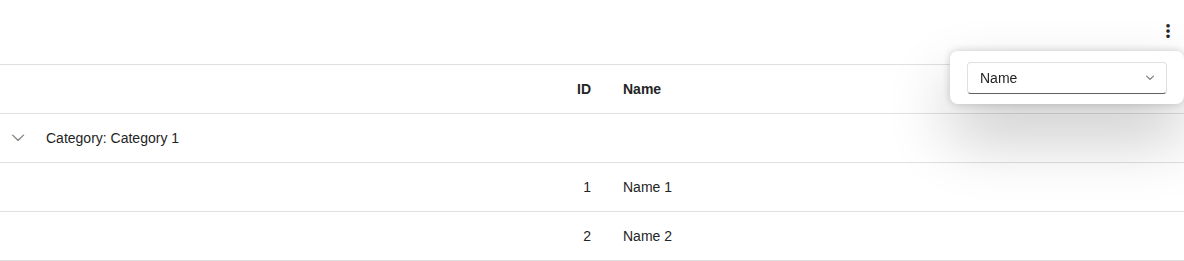 Name
ID Name
Category: Category 1
1 Name 1
2 Name 2